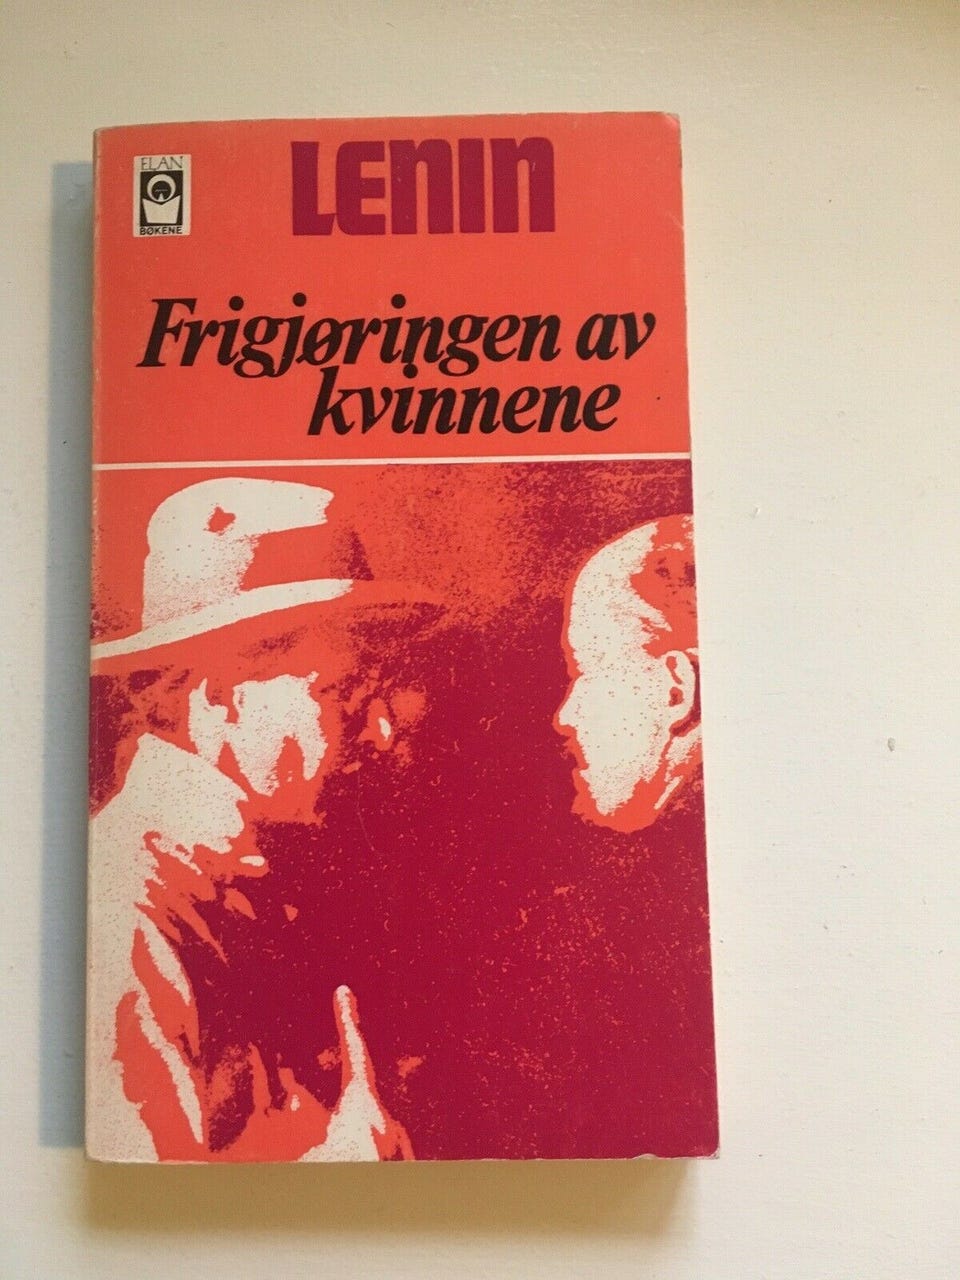 ELAN
BØKENE
LENIN
Frigjøringen av
kvinnene